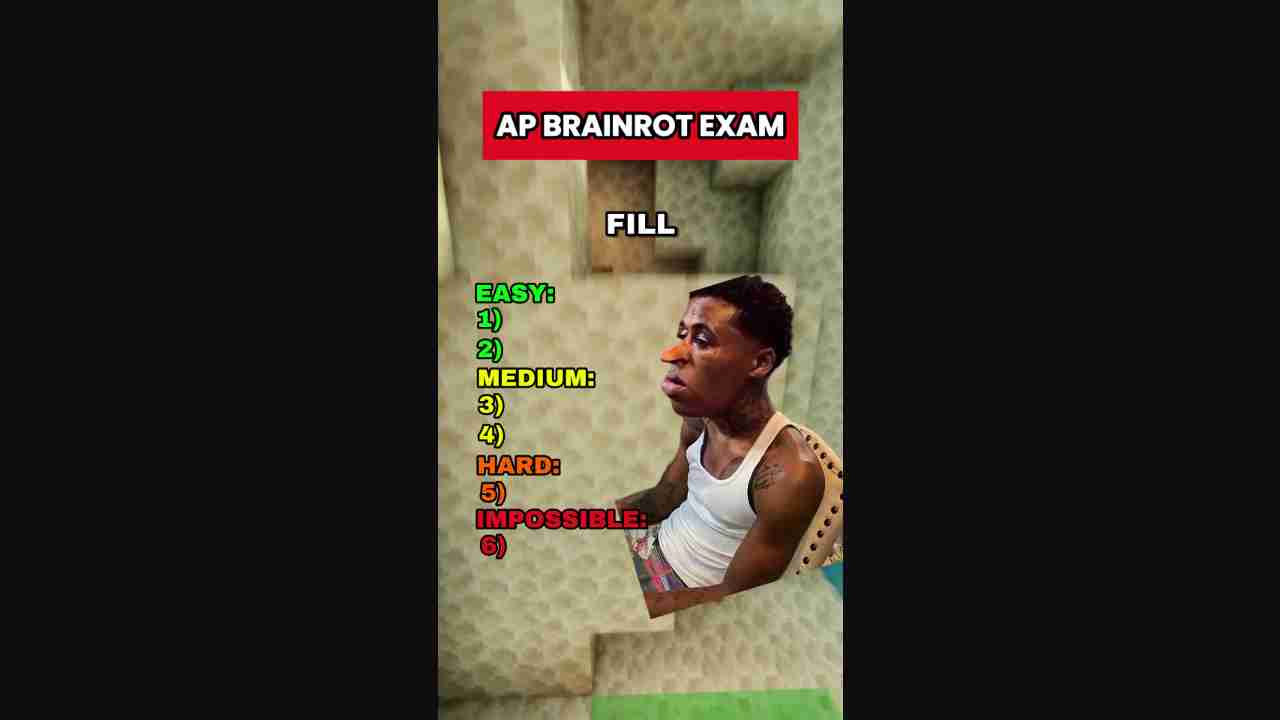 AP BRAINROT EXAM
FILL
EASY:
1)
2)
MEDIUM:
3)
4)
HARD:
5)
IMPOSSIBLE:
6)